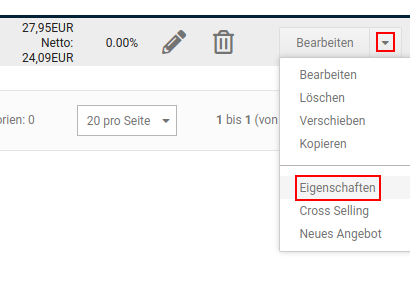 27,95EUR
Netto:
24,09EUR
0.00%
Bearbeiten
Bearbeiten
Löschen
Verschieben
Kopieren
Eigenschaften
Cross Selling
Neues Angebot
rien: 0
20 pro Seite
1 bis 1 (von